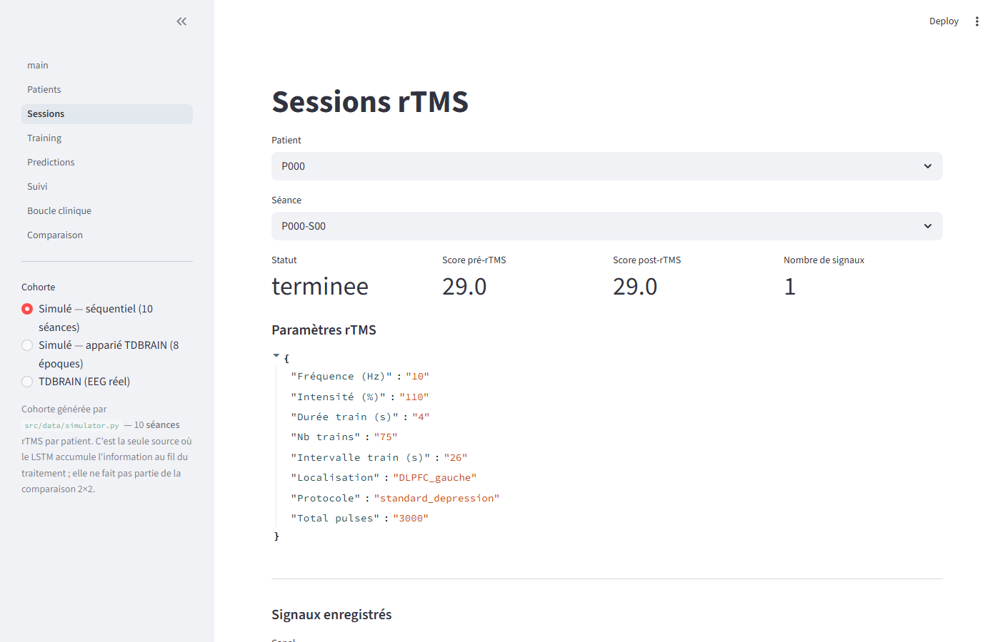 Deploy
main
Patients
Sessions
Training
Predictions
Suivi
Boucle clinique
Comparaison
Cohorte
Simulé — séquentiel (10
séances)
Simulé — apparié TDBRAIN (8
époques)
TDBRAIN (EEG réel)
Cohorte générée par
src/data/simulator.py — 10 séances
rTMS par patient. C'est la seule source où
le LSTM accumule l'information au fil du
traitement ; elle ne fait pas partie de la
comparaison 2×2.
Sessions rTMS
Patient
P000
Séance
P000-S00
Statut
terminee
Score pré-rTMS
29.0
Score post-rTMS
29.0
Nombre de signaux
1
Paramètres rTMS
{
"Fréquence (Hz)" : "10"
"Intensité (%)" : "110"
"Durée train (s)" : "4"
"Nb trains" : "75"
"Intervalle train (s)" : "26"
"Localisation" : "DLPFC_gauche"
"Protocole" : "standard_depression"
"Total pulses" : "3000"
}
Signaux enregistrés
Canal